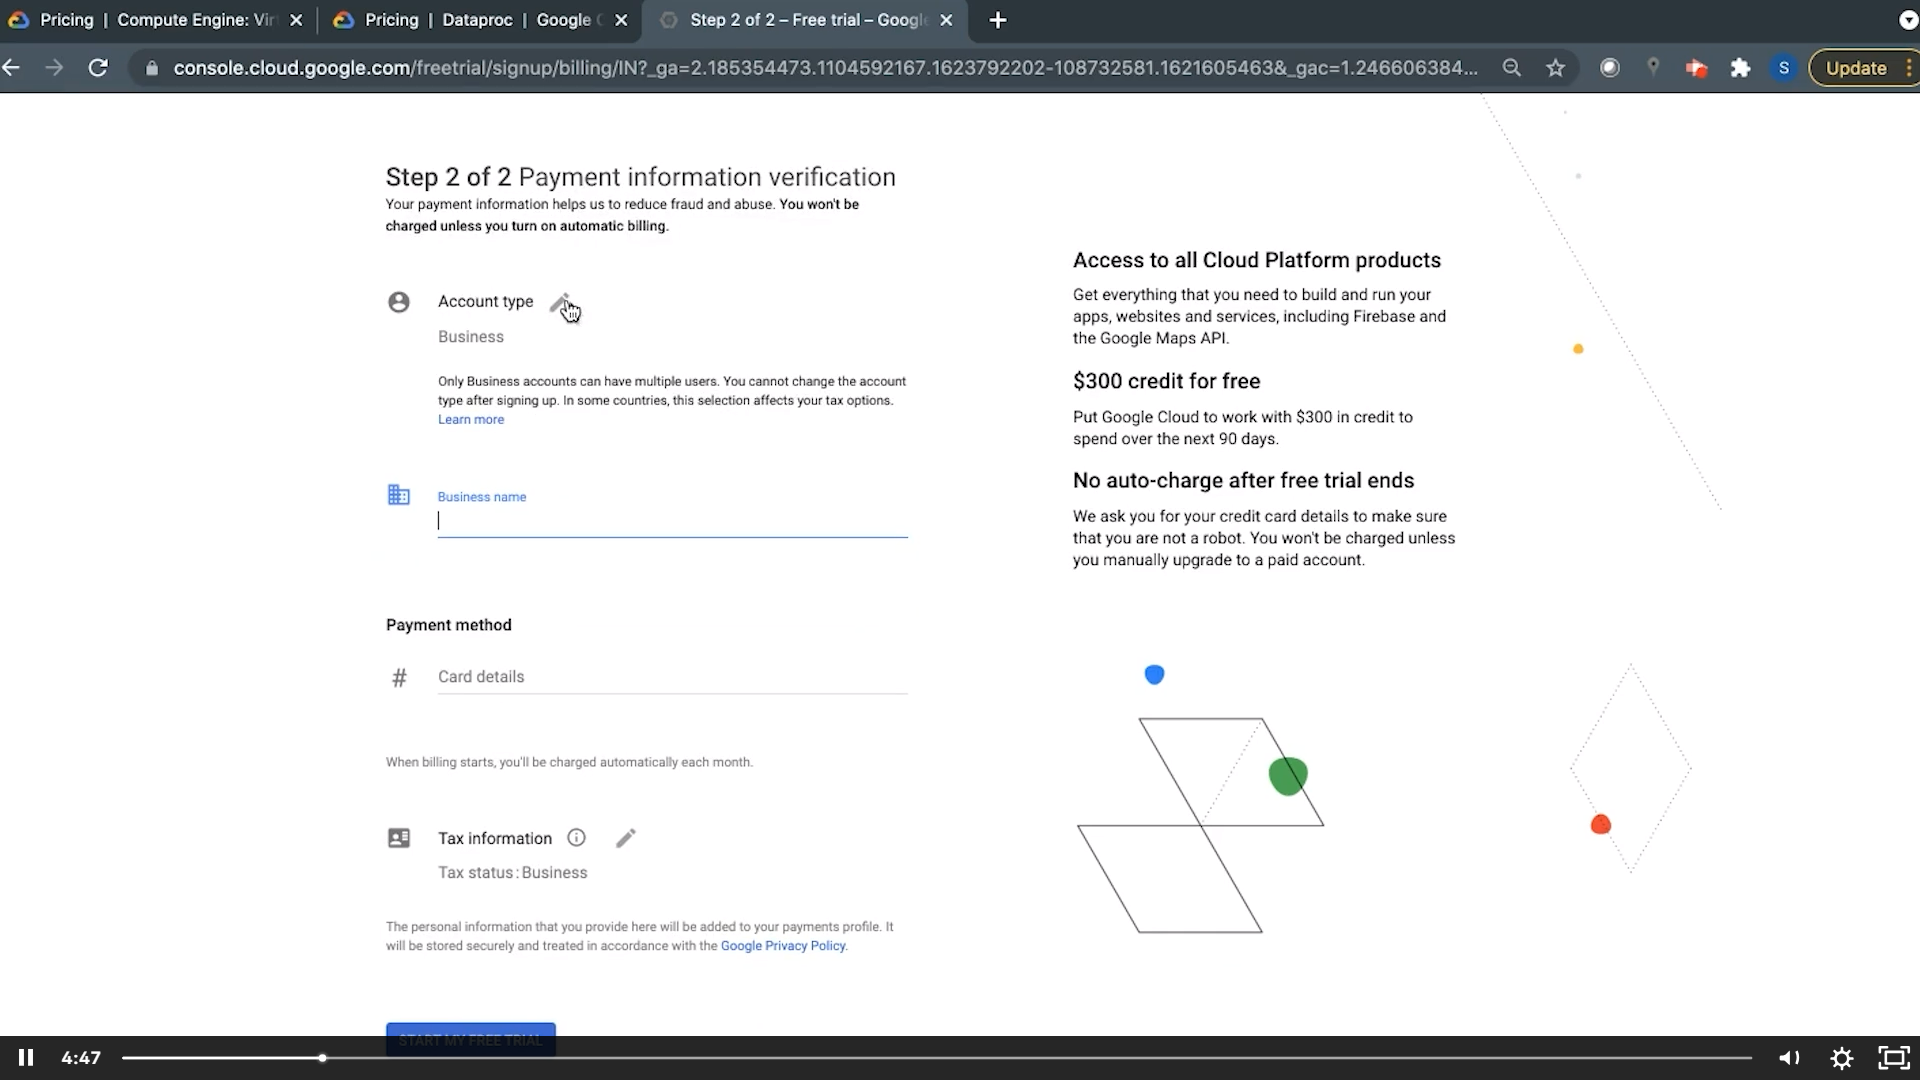 Pricing | Compute Engine: Vir
Pricing | Dataproc | Google C
Step 2 of 2 – Free trial – Google
console.cloud.google.com/freetrial/signup/billing/IN?_ga=2.185354473.1104592167.1623792202-108732581.1621605463&_gac=1.246606384...
S
Update
Step 2 of 2 Payment information verification
Your payment information helps us to reduce fraud and abuse. You won't be
charged unless you turn on automatic billing.
Account type
Business
Only Business accounts can have multiple users. You cannot change the account
type after signing up. In some countries, this selection affects your tax options.
Learn more
Business name
Payment method
# Card details
When billing starts, you'll be charged automatically each month.
Tax information
Tax status: Business
The personal information that you provide here will be added to your payments profile. It
will be stored securely and treated in accordance with the Google Privacy Policy.
START MY FREE TRIAL
Access to all Cloud Platform products
Get everything that you need to build and run your
apps, websites and services, including Firebase and
the Google Maps API.
$300 credit for free
Put Google Cloud to work with $300 in credit to
spend over the next 90 days.
No auto-charge after free trial ends
We ask you for your credit card details to make sure
that you are not a robot. You won't be charged unless
you manually upgrade to a paid account.
4:47